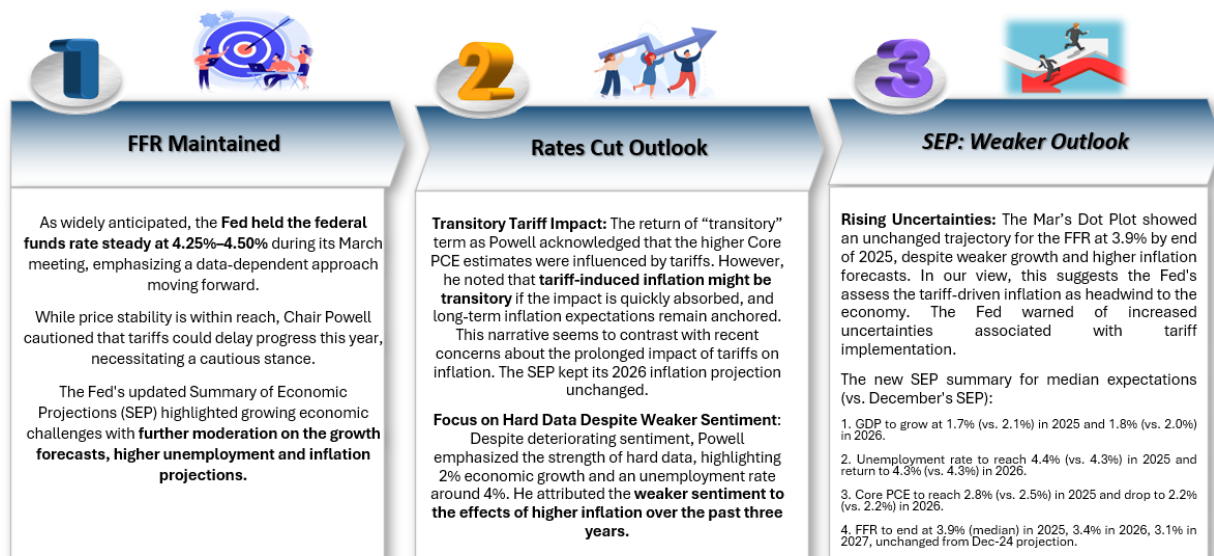 1
FFR Maintained
As widely anticipated, the Fed held the federal
funds rate steady at 4.25%–4.50% during its March
meeting, emphasizing a data-dependent approach
moving forward.
While price stability is within reach, Chair Powell
cautioned that tariffs could delay progress this year,
necessitating a cautious stance.
The Fed's updated Summary of Economic
Projections (SEP) highlighted growing economic
challenges with further moderation on the growth
forecasts, higher unemployment and inflation
projections.
2
Rates Cut Outlook
Transitory Tariff Impact: The return of “transitory”
term as Powell acknowledged that the higher Core
PCE estimates were influenced by tariffs. However,
he noted that tariff-induced inflation might be
transitory if the impact is quickly absorbed, and
long-term inflation expectations remain anchored.
This narrative seems to contrast with recent
concerns about the prolonged impact of tariffs on
inflation. The SEP kept its 2026 inflation projection
unchanged.
Focus on Hard Data Despite Weaker Sentiment:
Despite deteriorating sentiment, Powell
emphasized the strength of hard data, highlighting
2% economic growth and an unemployment rate
around 4%. He attributed the weaker sentiment to
the effects of higher inflation over the past three
years.
3
SEP: Weaker Outlook
Rising Uncertainties: The Mar’s Dot Plot showed
an unchanged trajectory for the FFR at 3.9% by end
of 2025, despite weaker growth and higher inflation
forecasts. In our view, this suggests the Fed's
assess the tariff-driven inflation as headwind to the
economy. The Fed warned of increased
uncertainties associated with tariff
implementation.
The new SEP summary for median expectations
(vs. December's SEP):
1. GDP to grow at 1.7% (vs. 2.1%) in 2025 and 1.8% (vs. 2.0%)
in 2026.
2. Unemployment rate to reach 4.4% (vs. 4.3%) in 2025 and
return to 4.3% (vs. 4.3%) in 2026.
3. Core PCE to reach 2.8% (vs. 2.5%) in 2025 and drop to 2.2%
(vs. 2.2%) in 2026.
4. FFR to end at 3.9% (median) in 2025, 3.4% in 2026, 3.1% in
2027, unchanged from Dec-24 projection.